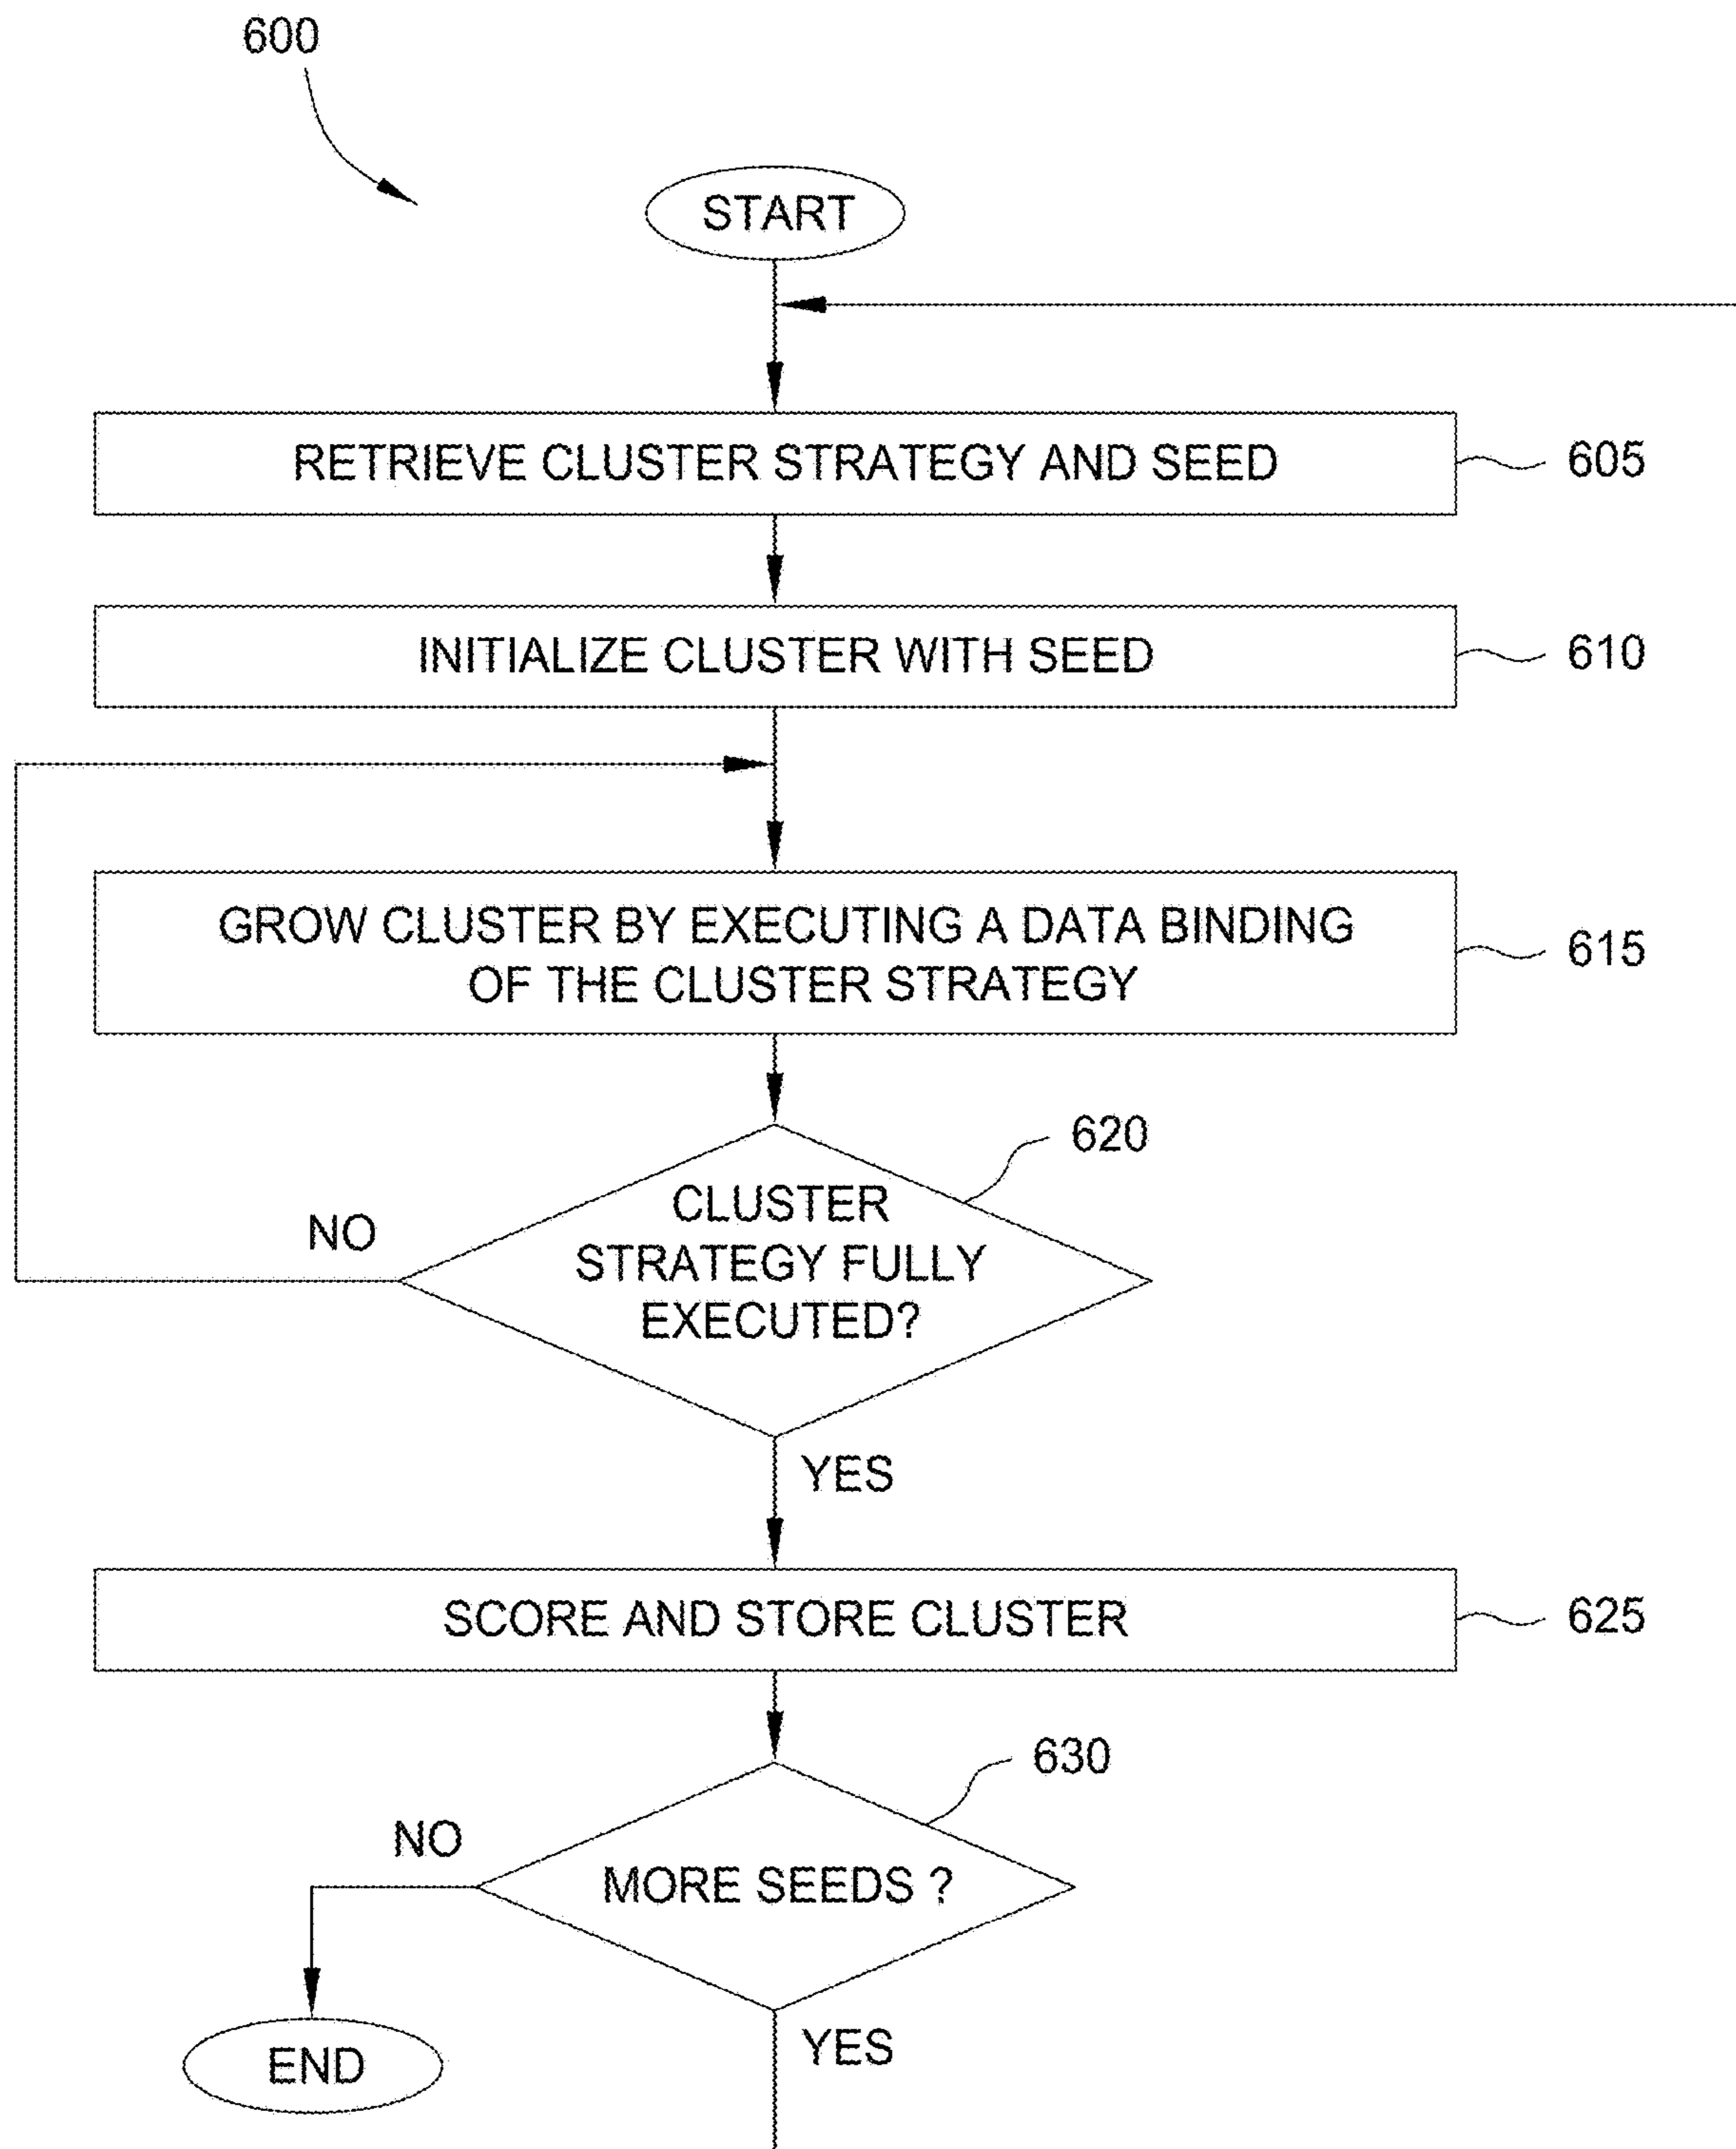 600
START
RETRIEVE CLUSTER STRATEGY AND SEED
605
INITIALIZE CLUSTER WITH SEED
610
GROW CLUSTER BY EXECUTING A DATA BINDING
OF THE CLUSTER STRATEGY
615
620
CLUSTER
STRATEGY FULLY
EXECUTED?
NO
YES
SCORE AND STORE CLUSTER
625
630
NO
MORE SEEDS ?
YES
END